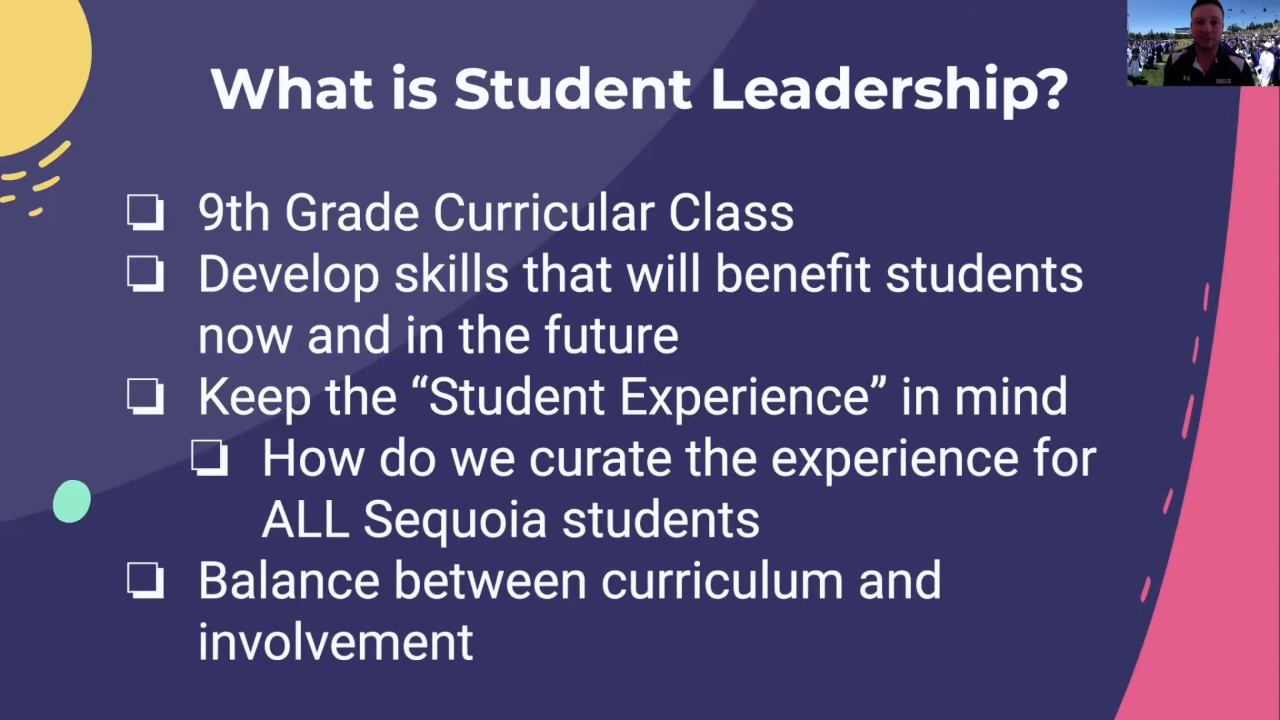 What is Student Leadership?
9th Grade Curricular Class
Develop skills that will benefit students
now and in the future
Keep the “Student Experience” in mind
How do we curate the experience for
ALL Sequoia students
Balance between curriculum and
involvement